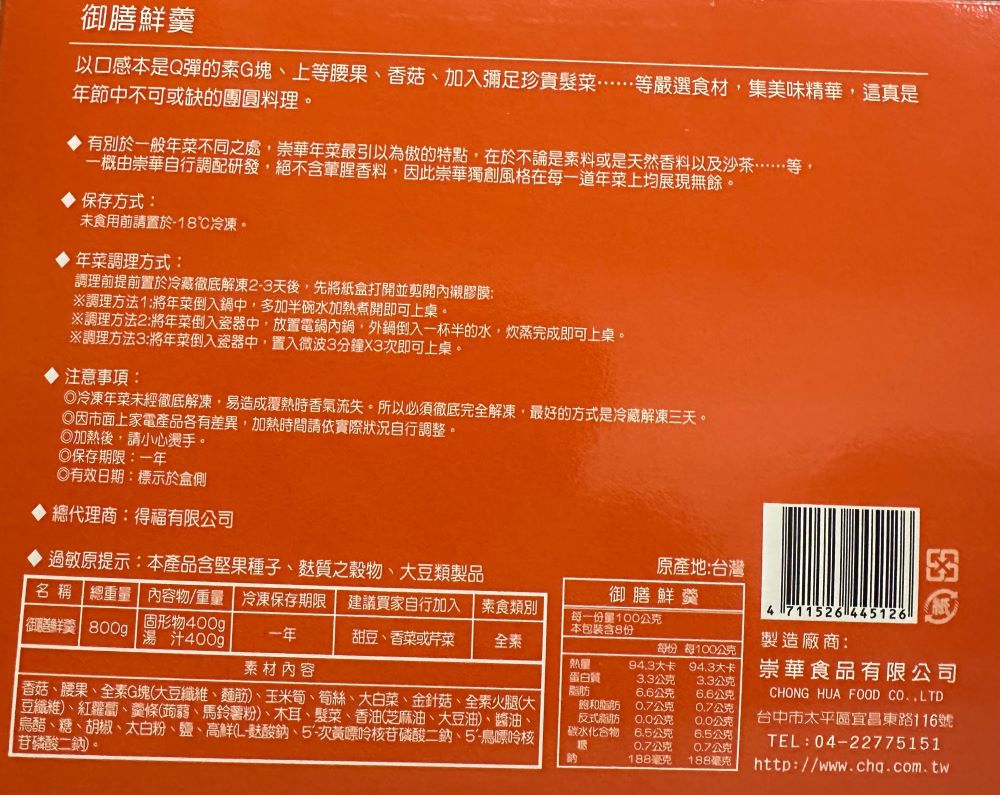 御膳鮮羹
以口感本是Q彈的素G塊、上等腰果、香菇、加入彌足珍貴髮菜……等嚴選食材，集美味精華，這真是
年節中不可或缺的團圓料理。
◆ 有別於一般年菜不同之處，崇華年菜最引以為傲的特點，在於不論是素料或是天然香料以及沙茶……等，
一概由崇華自行調配研發，絕不含葷腥香料，因此崇華獨創風格在每一道年菜上均展現無餘。
◆ 保存方式：
未食用前請置於-18℃冷凍。
◆ 年菜調理方式：
調理前提前置於冷藏徹底解凍2-3天後，先將紙盒打開並剪開內襯膠膜:
※調理方法1:將年菜倒入鍋中，多加半碗水加熱煮開即可上桌。
※調理方法2:將年菜倒入瓷器中，放置電鍋內鍋，外鍋倒入一杯半的水，炊蒸完成即可上桌。
※調理方法3:將年菜倒入瓷器中，置入微波3分鐘X3次即可上桌。
◆ 注意事項：
◎冷凍年菜未經徹底解凍，易造成覆熱時香氣流失。所以必須徹底完全解凍，最好的方式是冷藏解凍三天。
◎因市面上家電產品各有差異，加熱時間請依實際狀況自行調整。
◎加熱後，請小心燙手。
◎保存期限：一年
◎有效日期：標示於盒側
◆ 總代理商：得福有限公司
◆ 過敏原提示：本產品含堅果種子、麩質之穀物、大豆類製品
名 稱 總重量 內容物/重量 冷凍保存期限 建議買家自行加入 素食類別
御膳鮮羹 800g 固形物400g 湯 汁400g 一年 甜豆、香菜或芹菜 全素
素材內容
香菇、腰果、全素G塊(大豆纖維、麵筋)、玉米筍、筍絲、大白菜、金針菇、全素火腿(大
豆纖維)、紅蘿蔔、羹條(蒟蒻、馬鈴薯粉)、木耳、髮菜、香油(芝麻油、大豆油)、醬油、
烏醋、糖、胡椒、太白粉、鹽、高鮮(L-麩酸鈉、5'-次黃嘌呤核苷磷酸二鈉、5'-鳥嘌呤核
苷磷酸二鈉)。
原產地:台灣
御膳鮮羹
每一份量100公克
本包裝含8份
每份 每100公克
熱量 94.3大卡 94.3大卡
蛋白質 3.3公克 3.3公克
脂肪 6.6公克 6.6公克
飽和脂肪 0.7公克 0.7公克
反式脂肪 0.0公克 0.0公克
碳水化合物 6.5公克 6.5公克
糖 0.7公克 0.7公克
鈉 188毫克 188毫克
4 711526 445126
紙
製造廠商:
崇華食品有限公司
CHONG HUA FOOD CO.,LTD
台中市太平區宜昌東路116號
TEL:04-22775151
http://www.chq.com.tw